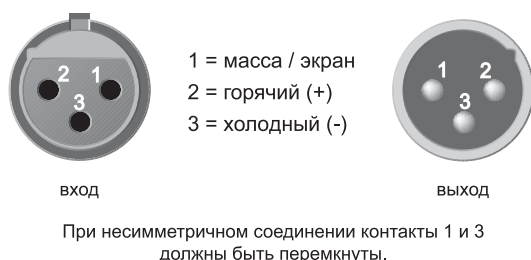 2 1
3
1 = масса / экран
2 = горячий (+)
3 = холодный (-)
1 2
3
вход
выход
При несимметричном соединении контакты 1 и 3
должны быть перемкнуты.